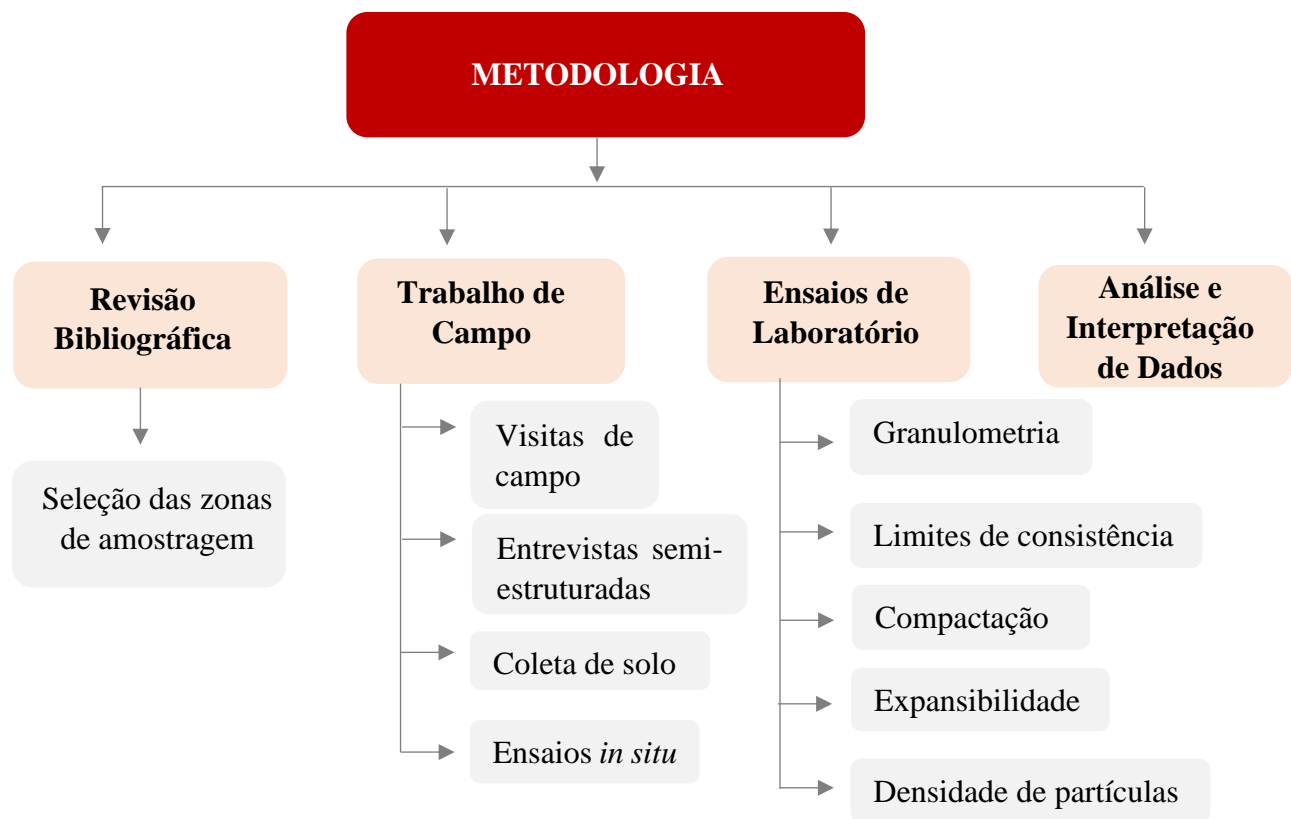 METODOLOGIA
Revisão
Bibliográfica
Seleção das zonas
de amostragem
Trabalho de
Campo
Visitas de
campo
Entrevistas semi-
estruturadas
Coleta de solo
Ensaios in situ
Ensaios de
Laboratório
Granulometria
Limites de consistência
Compactação
Expansibilidade
Densidade de partículas
Análise e
Interpretação
de Dados